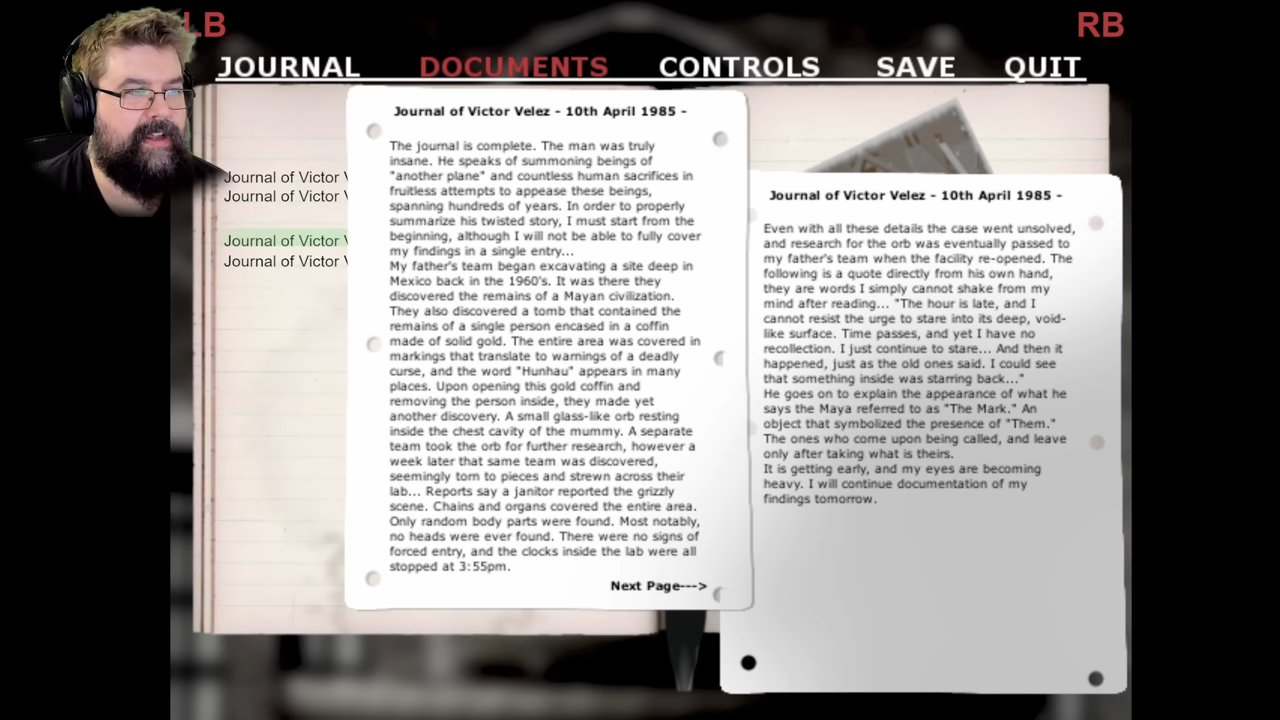 LB
RB
JOURNAL DOCUMENTS CONTROLS SAVE QUIT
Journal of Victor V
Journal of Victor V
Journal of Victor V
Journal of Victor V
Journal of Victor Velez - 10th April 1985 -
The journal is complete. The man was truly
insane. He speaks of summoning beings of
"another plane" and countless human sacrifices in
fruitless attempts to appease these beings,
spanning hundreds of years. In order to properly
summarize his twisted story, I must start from the
beginning, although I will not be able to fully cover
my findings in a single entry...
My father's team began excavating a site deep in
Mexico back in the 1960's. It was there they
discovered the remains of a Mayan civilization.
They also discovered a tomb that contained the
remains of a single person encased in a coffin
made of solid gold. The entire area was covered in
markings that translate to warnings of a deadly
curse, and the word "Hunhau" appears in many
places. Upon opening this gold coffin and
removing the person inside, they made yet
another discovery. A small glass-like orb resting
inside the chest cavity of the mummy. A separate
team took the orb for further research, however a
week later that same team was discovered,
seemingly torn to pieces and strewn across their
lab... Reports say a janitor reported the grizzly
scene. Chains and organs covered the entire area.
Only random body parts were found. Most notably,
no heads were ever found. There were no signs of
forced entry, and the clocks inside the lab were all
stopped at 3:55pm.
Next Page--->
Journal of Victor Velez - 10th April 1985 -
Even with all these details the case went unsolved,
and research for the orb was eventually passed to
my father's team when the facility re-opened. The
following is a quote directly from his own hand,
they are words I simply cannot shake from my
mind after reading... "The hour is late, and I
cannot resist the urge to stare into its deep, void-
like surface. Time passes, and yet I have no
recollection. I just continue to stare... And then it
happened, just as the old ones said. I could see
that something inside was starring back..."
He goes on to explain the appearance of what he
says the Maya referred to as "The Mark." An
object that symbolized the presence of "Them."
The ones who come upon being called, and leave
only after taking what is theirs.
It is getting early, and my eyes are becoming
heavy. I will continue documentation of my
findings tomorrow.